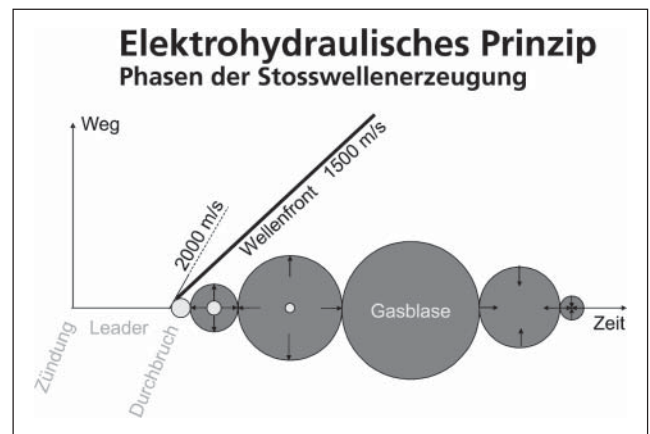 Elektrohydraulisches Prinzip
Phasen der Stosswellenerzeugung
Weg
2000 m/s
Wellenfront
1500 m/s
Gasblase
Zeit
Zündung
Leader
Durchbruch